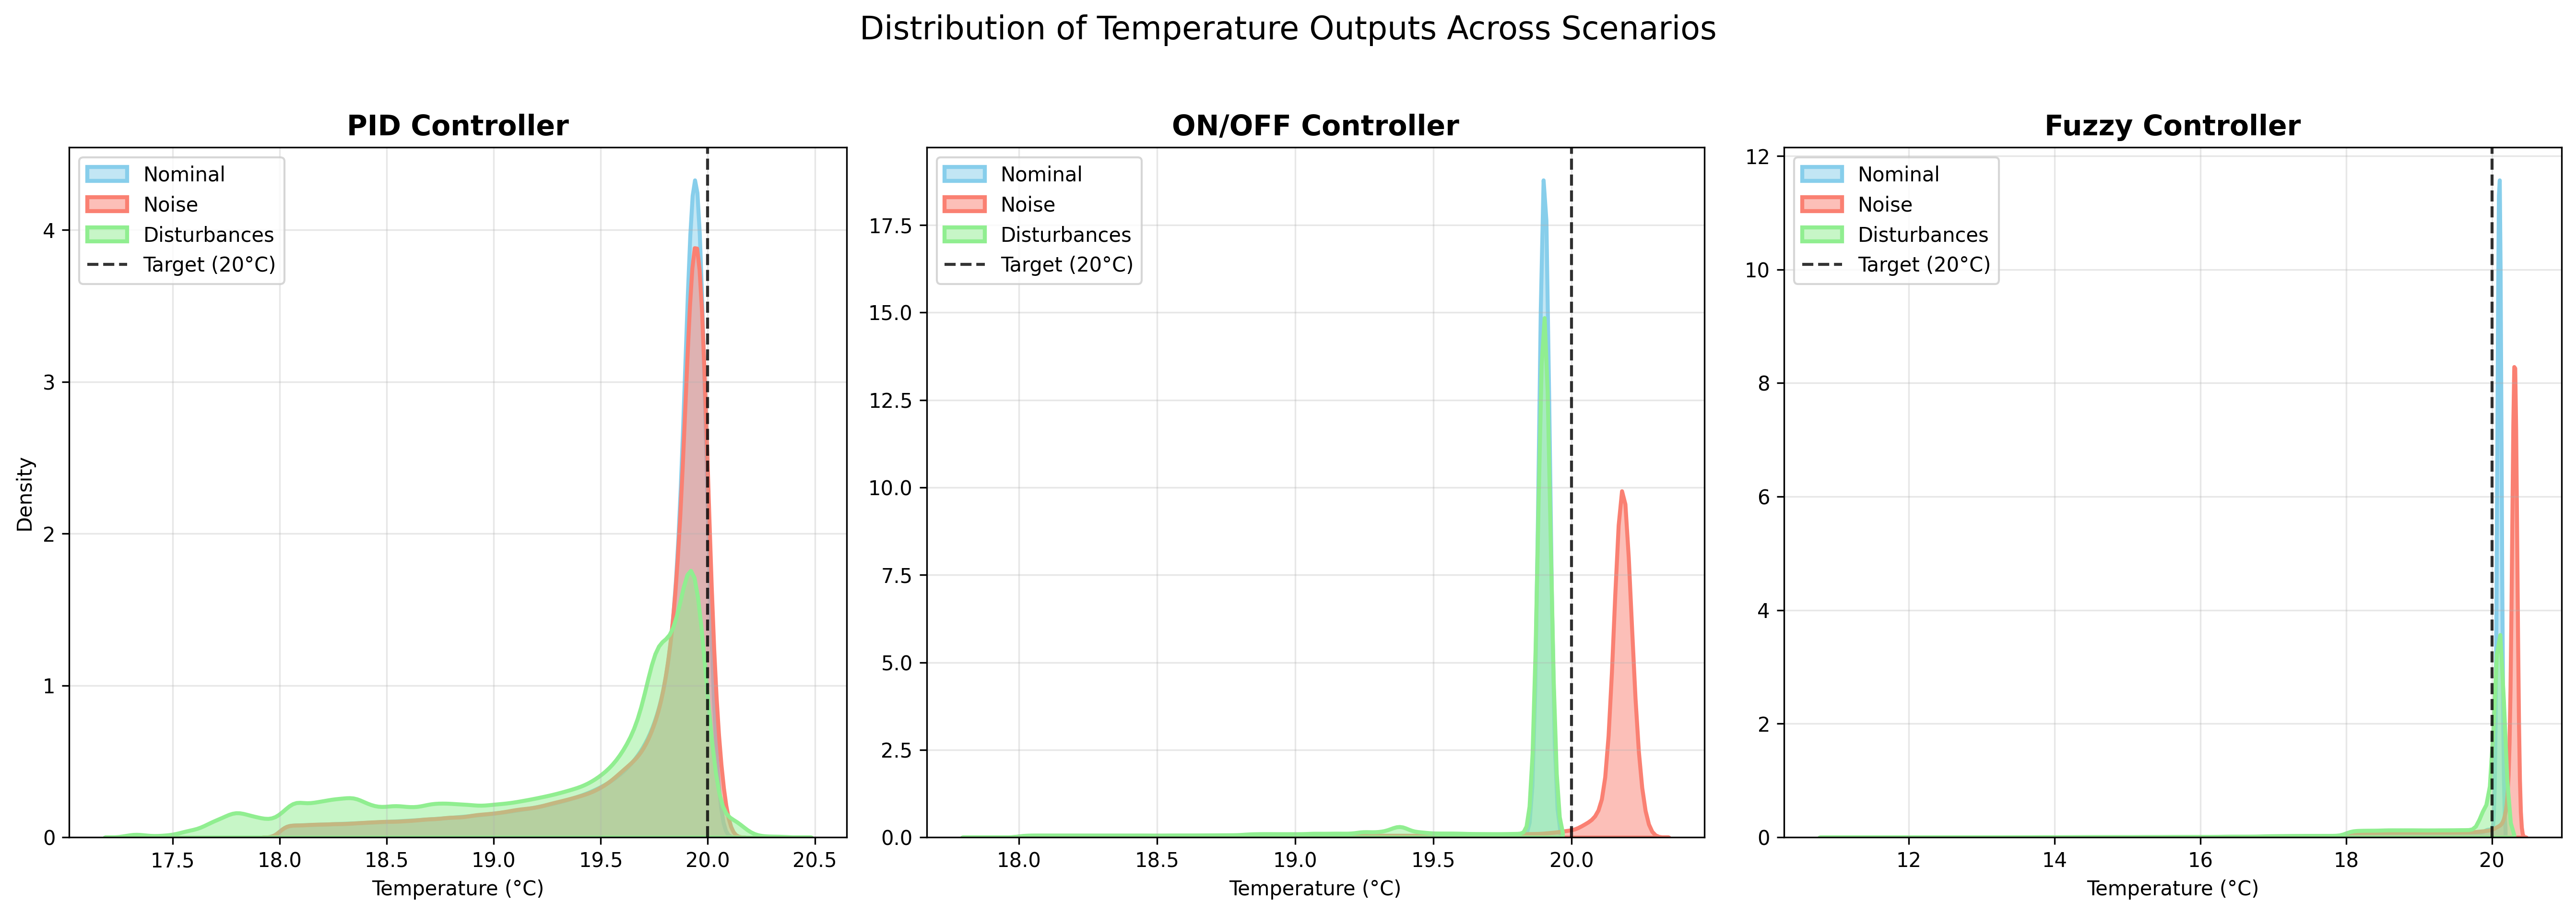 Distribution of Temperature Outputs Across Scenarios
PID Controller
Nominal
Noise
Disturbances
Target (20°C)
Density
4
3
2
1
0
17.5 18.0 18.5 19.0 19.5 20.0 20.5
Temperature (°C)
ON/OFF Controller
Nominal
Noise
Disturbances
Target (20°C)
17.5
15.0
12.5
10.0
7.5
5.0
2.5
0.0
18.0 18.5 19.0 19.5 20.0
Temperature (°C)
Fuzzy Controller
Nominal
Noise
Disturbances
Target (20°C)
12
10
8
6
4
2
0
12 14 16 18 20
Temperature (°C)